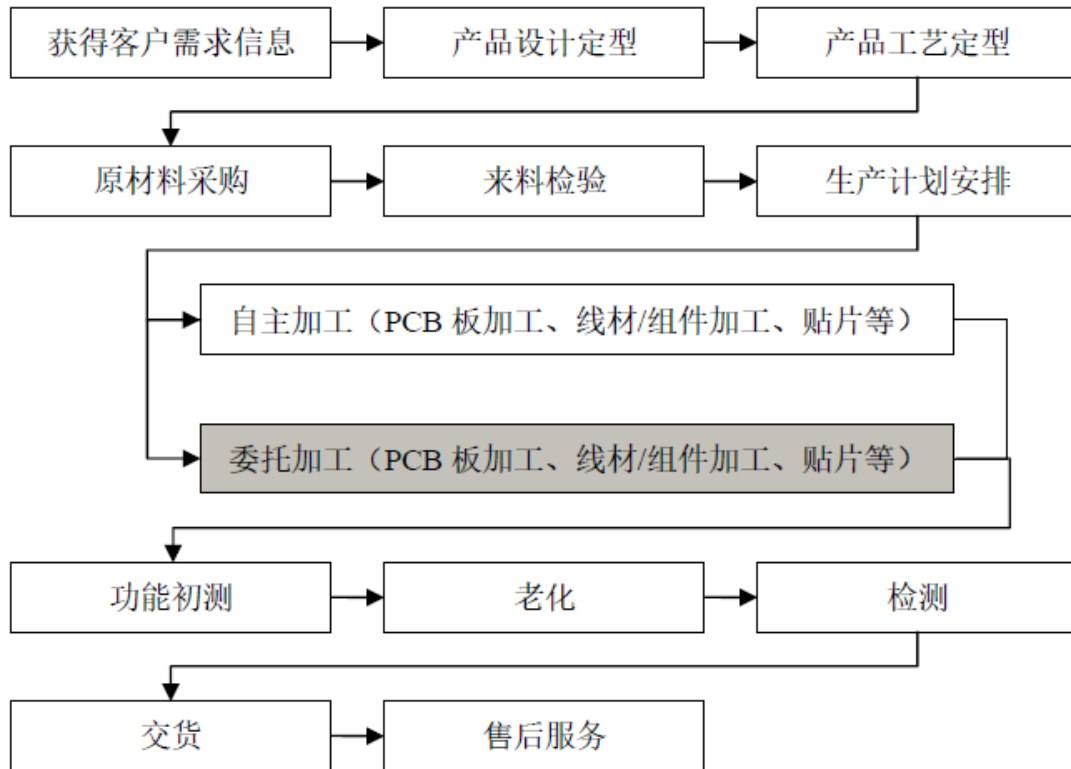 获得客户需求信息
产品设计定型
产品工艺定型
原材料采购
来料检验
生产计划安排
自主加工（PCB 板加工、线材/组件加工、贴片等）
委托加工（PCB 板加工、线材/组件加工、贴片等）
功能初测
老化
检测
交货
售后服务